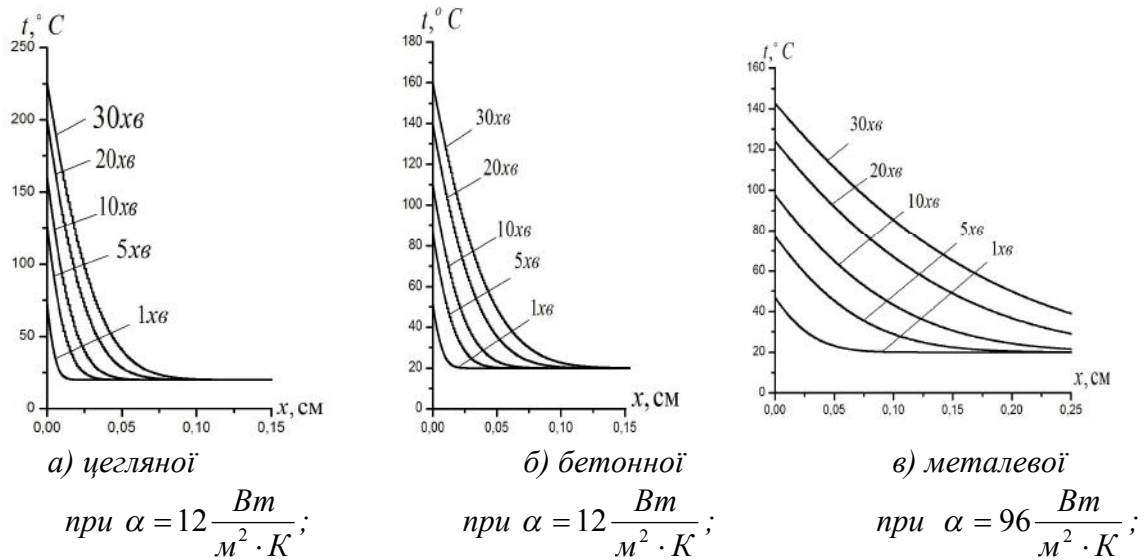 t,° C
250
200
150
100
50
0
30хв
20хв
10хв
5хв
1хв
x, см
0,00 0,05 0,10 0,15
t,° C
180
160
140
120
100
80
60
40
20
0
30хв
20хв
10хв
5хв
1хв
x, см
0,00 0,05 0,10 0,15
t,° C
160
140
120
100
80
60
40
20
0
30хв
20хв
10хв
5хв
1хв
x, см
0,00 0,05 0,10 0,15 0,20 0,25
а) цегляної
при α = 12 Вт/м² · К ;
б) бетонної
при α = 12 Вт/м² · К ;
в) металевої
при α = 96 Вт/м² · К ;